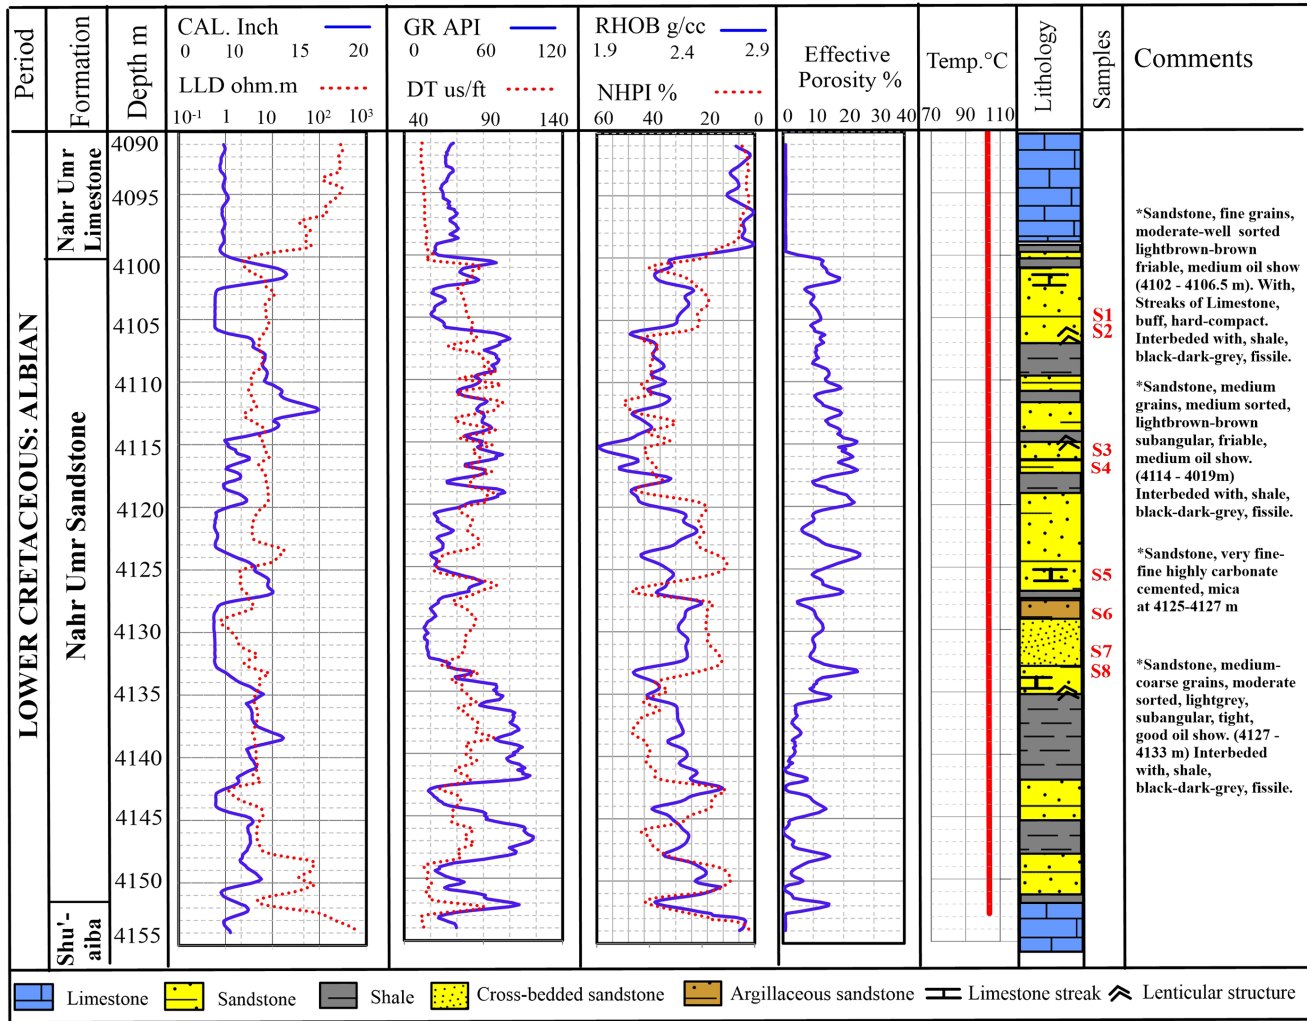 Period
Formation
Depth m
CAL. Inch
0 10 15 20
LLD ohm.m
10⁻¹ 1 10 10² 10³
GR API
0 60 120
DT us/ft
40 90 140
RHOB g/cc
1.9 2.4 2.9
NHPI %
60 40 20 0
Effective
Porosity %
0 10 20 30 40
Temp.°C
70 90 110
Lithology
Samples
Comments
LOWER CRETACEOUS: ALBIAN
Nahr Umr
Limestone
Nahr Umr Sandstone
Shu'-
aiba
4090
4095
4100
4105
4110
4115
4120
4125
4130
4135
4140
4145
4150
4155
S1
S2
S3
S4
S5
S6
S7
S8
*Sandstone, fine grains,
moderate-well sorted
lightbrown-brown
friable, medium oil show
(4102 - 4106.5 m). With,
Streaks of Limestone,
buff, hard-compact.
Interbeded with, shale,
black-dark-grey, fissile.
*Sandstone, medium
grains, medium sorted,
lightbrown-brown
subangular, friable,
medium oil show.
(4114 - 4019m)
Interbeded with, shale,
black-dark-grey, fissile.
*Sandstone, very fine-
fine highly carbonate
cemented, mica
at 4125-4127 m
*Sandstone, medium-
coarse grains, moderate
sorted, lightgrey,
subangular, tight,
good oil show. (4127 -
4133 m) Interbeded
with, shale,
black-dark-grey, fissile.
Limestone
Sandstone
Shale
Cross-bedded sandstone
Argillaceous sandstone
Limestone streak
Lenticular structure